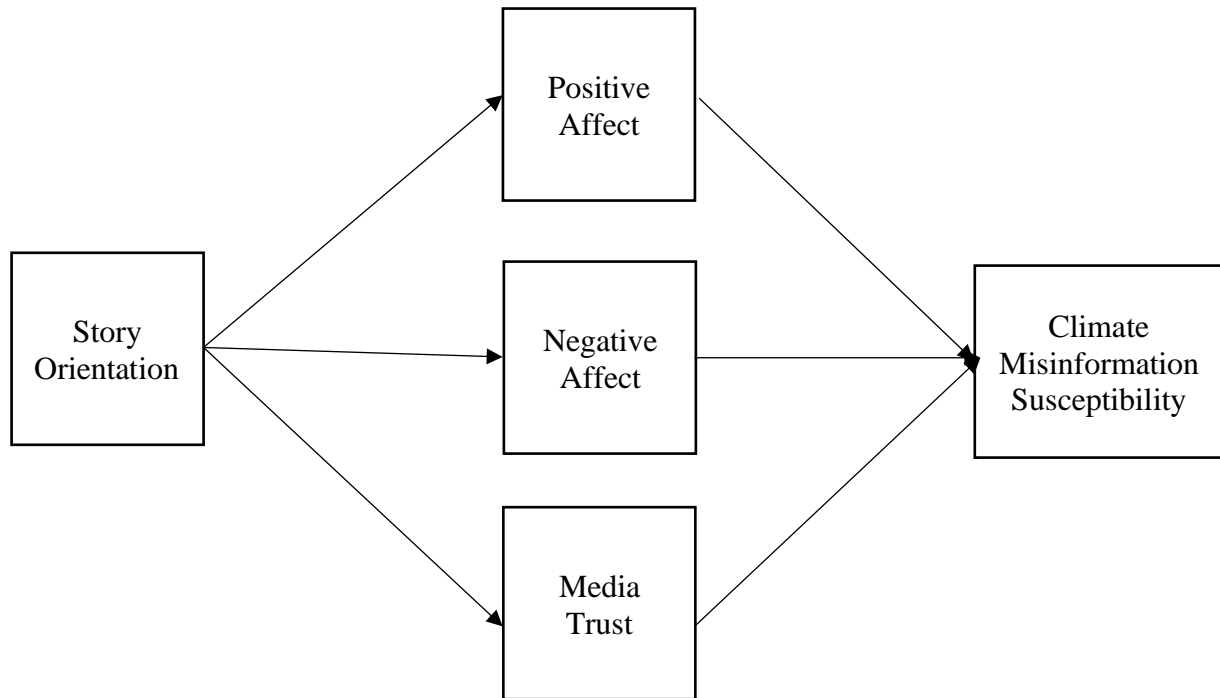 Positive
Affect
Story
Orientation
Negative
Affect
Climate
Misinformation
Susceptibility
Media
Trust